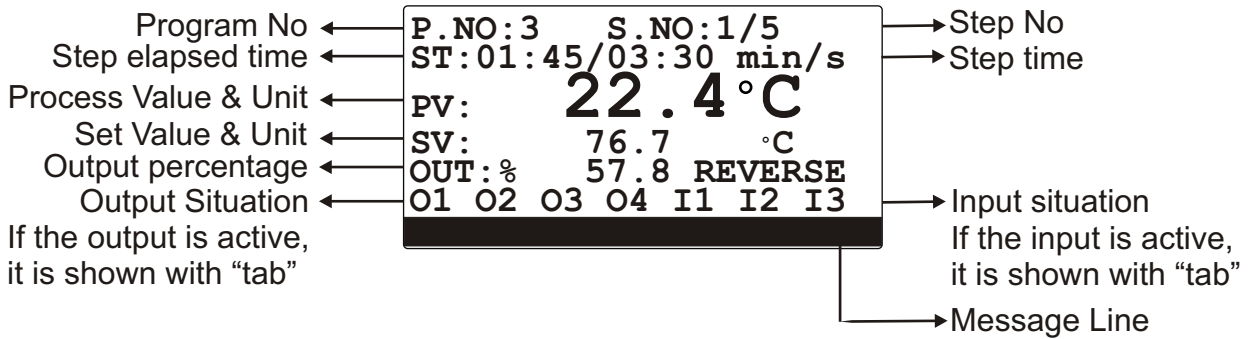 Program No
Step elapsed time
Process Value & Unit
Set Value & Unit
Output percentage
Output Situation
If the output is active,
it is shown with “tab”
P.NO:3 S.NO:1/5
ST:01:45/03:30 min/s
PV: 22.4°C
SV: 76.7 °C
OUT:% 57.8 REVERSE
O1 O2 O3 O4 I1 I2 I3
Step No
Step time
Input situation
If the input is active,
it is shown with “tab”
Message Line